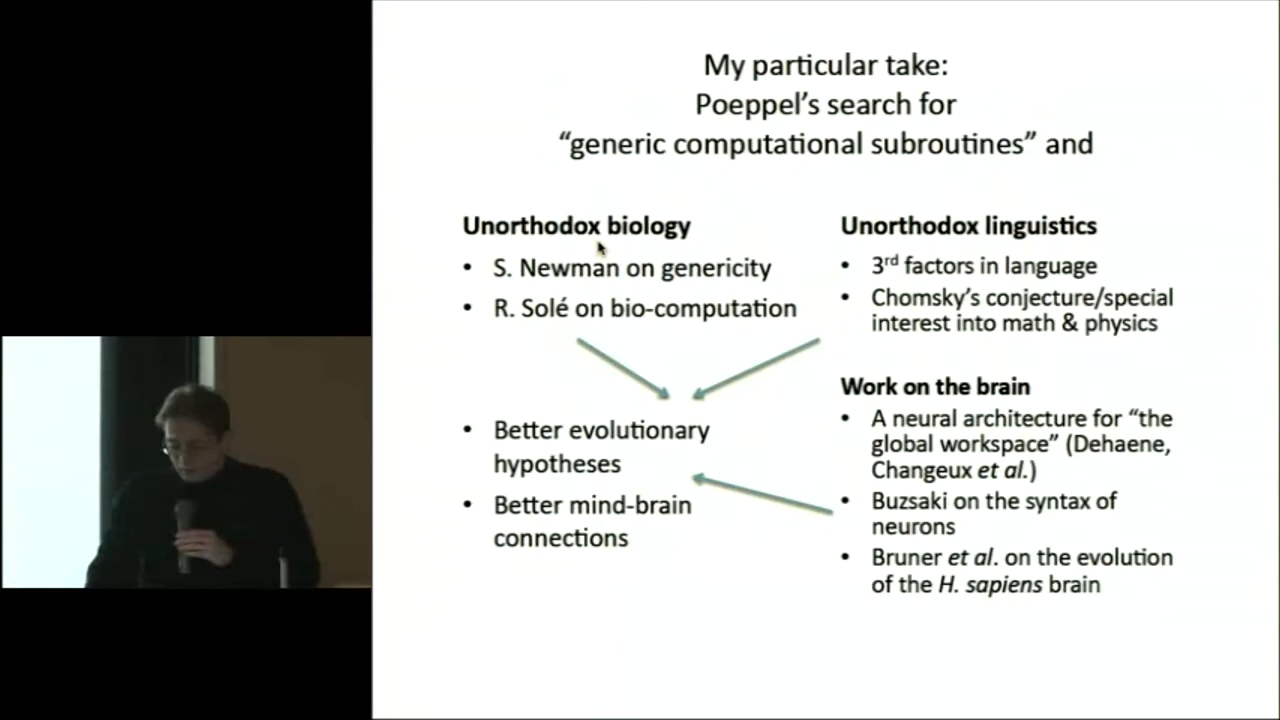 My particular take:
Poeppel's search for
“generic computational subroutines” and
Unorthodox biology
• S. Newman on genericity
• R. Solé on bio-computation
• Better evolutionary
hypotheses
• Better mind-brain
connections
Unorthodox linguistics
• 3rd factors in language
• Chomsky's conjecture/special
interest into math & physics
Work on the brain
• A neural architecture for “the
global workspace” (Dehaene,
Changeux et al.)
• Buzsaki on the syntax of
neurons
• Bruner et al. on the evolution
of the H. sapiens brain